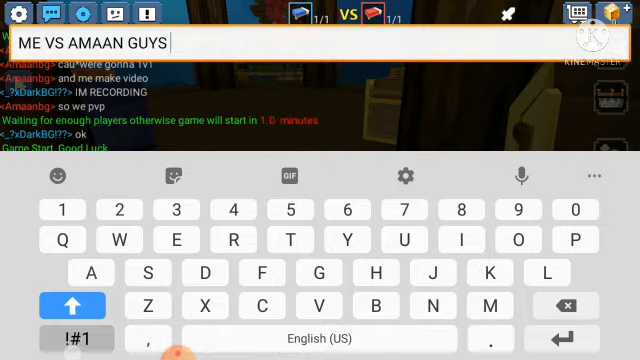 1/1 VS 1/1
ME VS AMAAN GUYS
KINEMASTER
<Amaanbg> cau*were gonna 1V1
<Amaanbg> and me make video
<_?xDarkBG!??> IM RECORDING
<Amaanbg> so we pvp
Waiting for enough players otherwise game will start in 1.0 minutes
<_?xDarkBG!??> ok
Game Start, Good Luck
GIF
1 2 3 4 5 6 7 8 9 0
Q W E R T Y U I O P
A S D F G H J K L
Z X C V B N M
!#1 , English (US) .